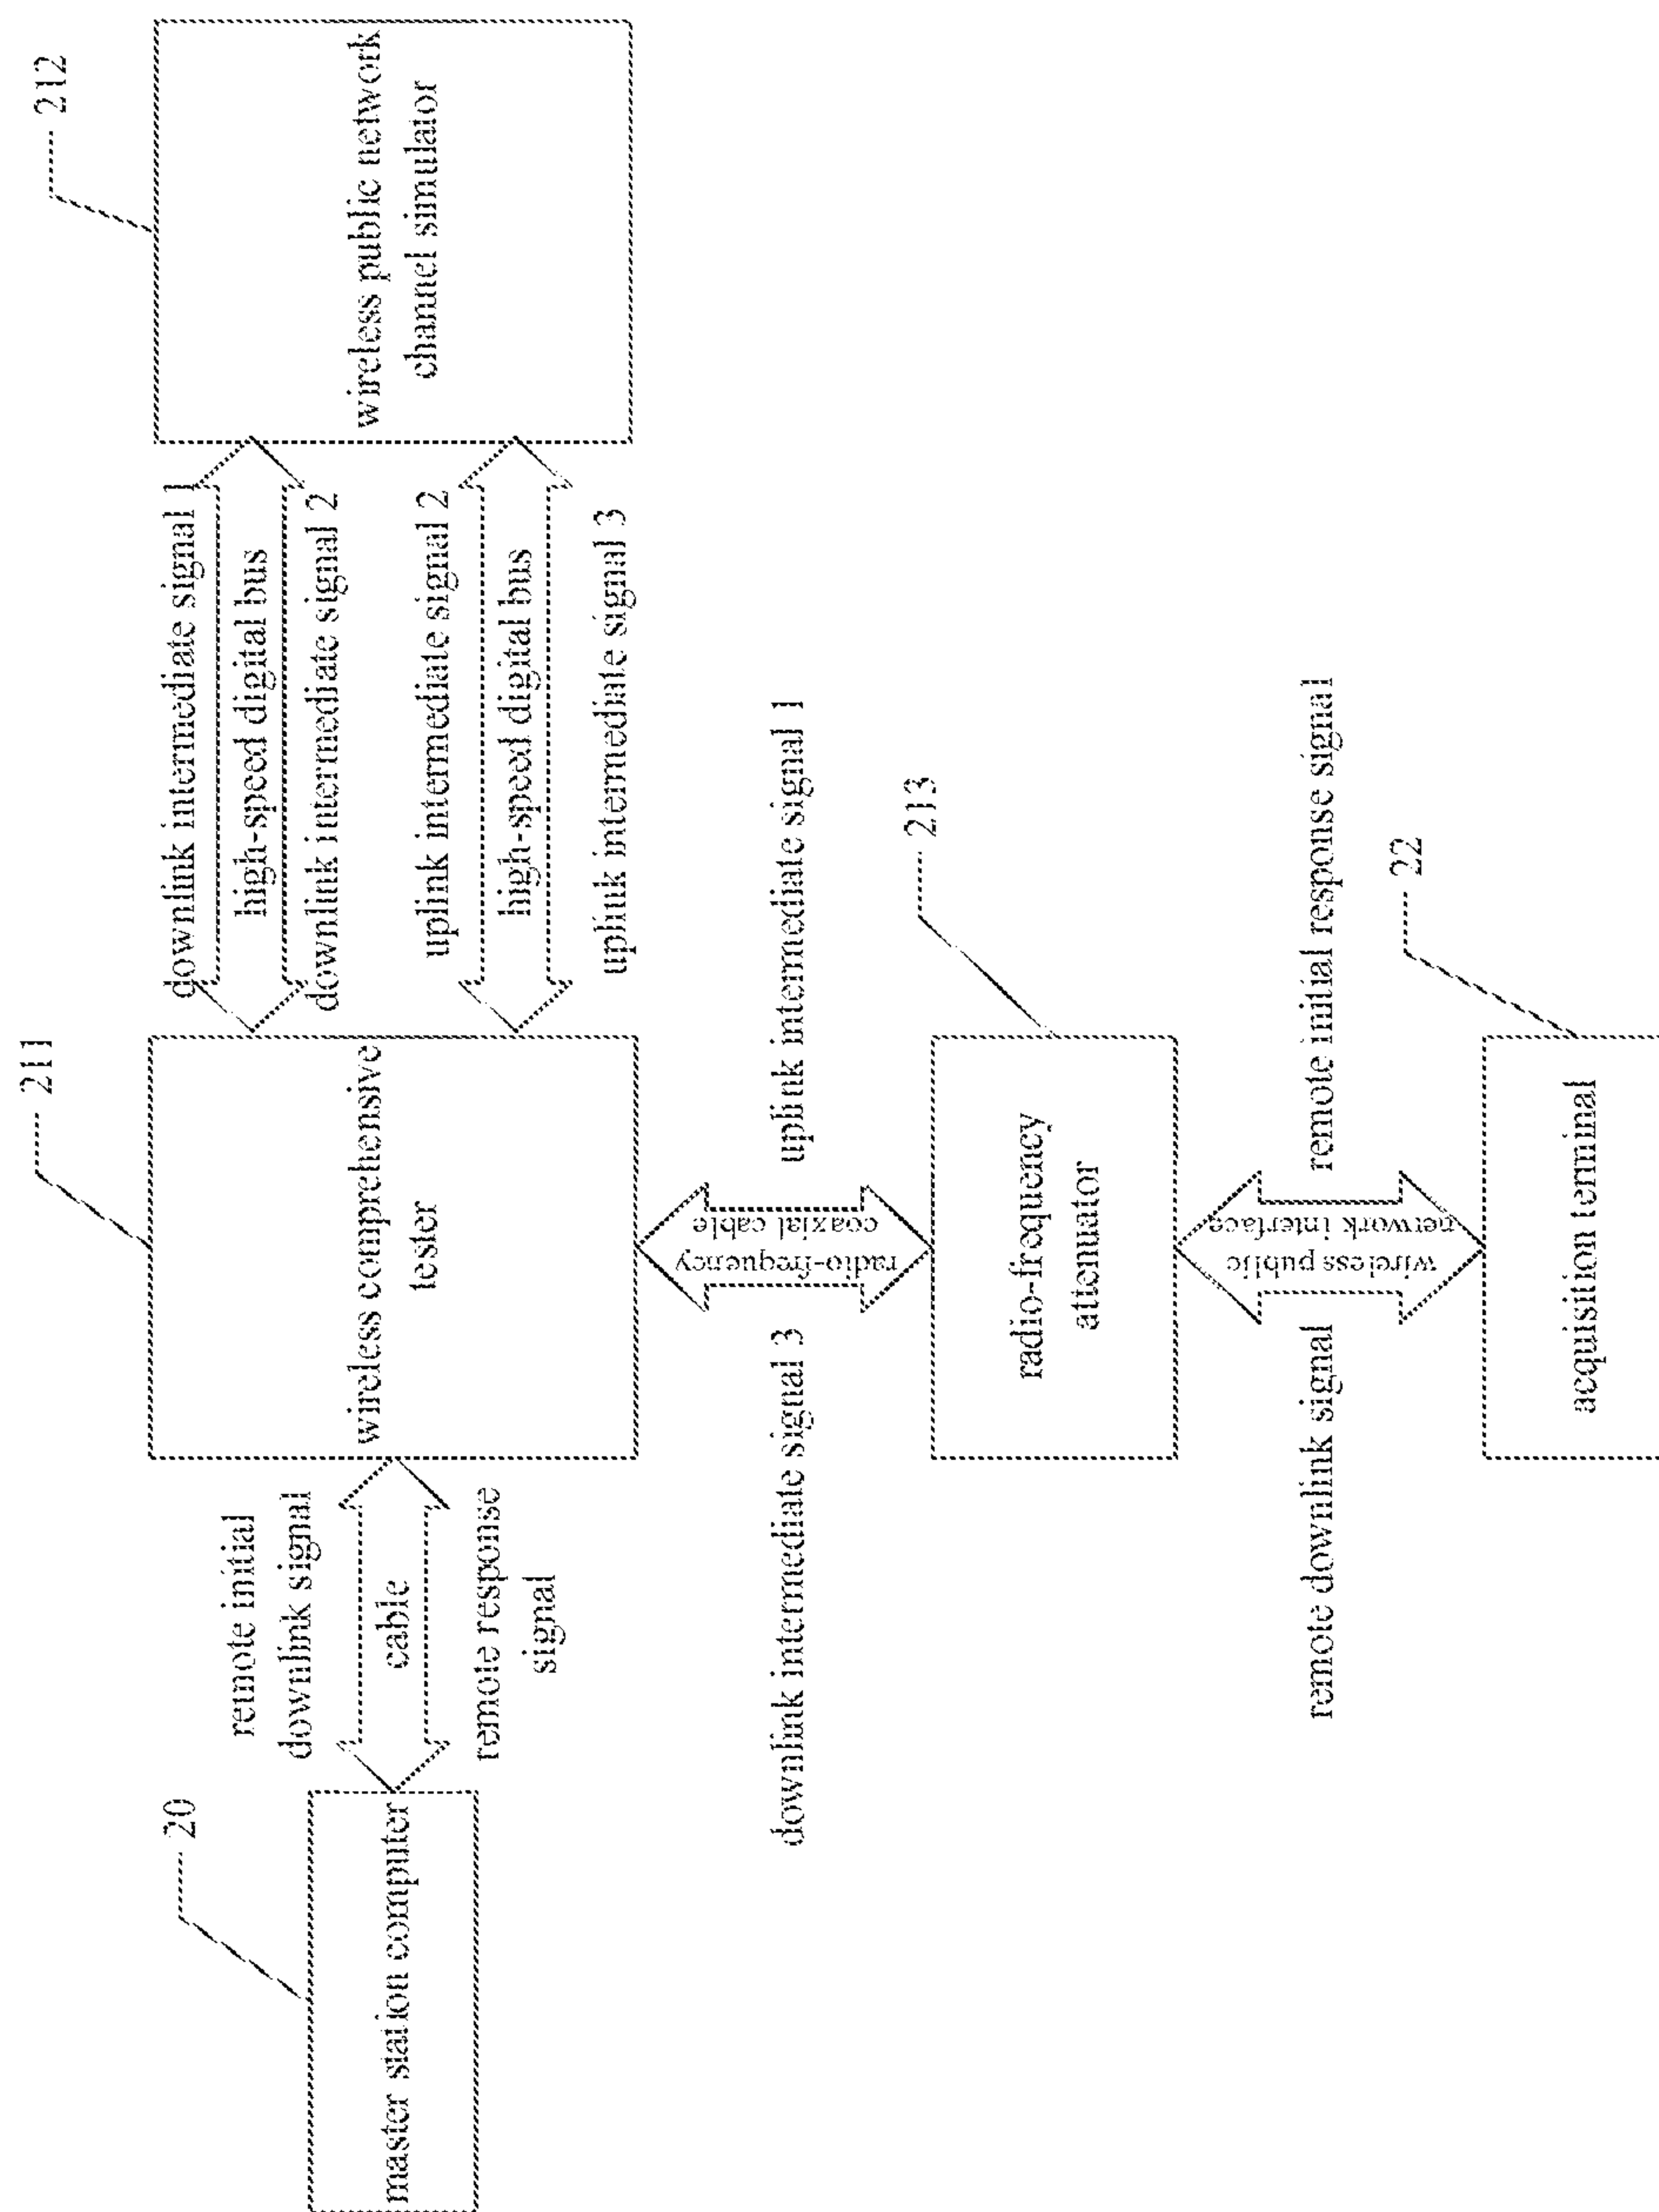 20
master station computer
remote initial
downlink signal
cable
remote response
signal
211
wireless comprehensive
tester
downlink intermediate signal 1
high-speed digital bus
downlink intermediate signal 2
uplink intermediate signal 2
high-speed digital bus
uplink intermediate signal 3
212
wireless public network
channel simulator
downlink intermediate signal 3
radio-frequency
coaxial cable
uplink intermediate signal 1
213
radio-frequency
attenuator
remote downlink signal
wireless public
network interface
remote initial response signal
22
acquisition terminal